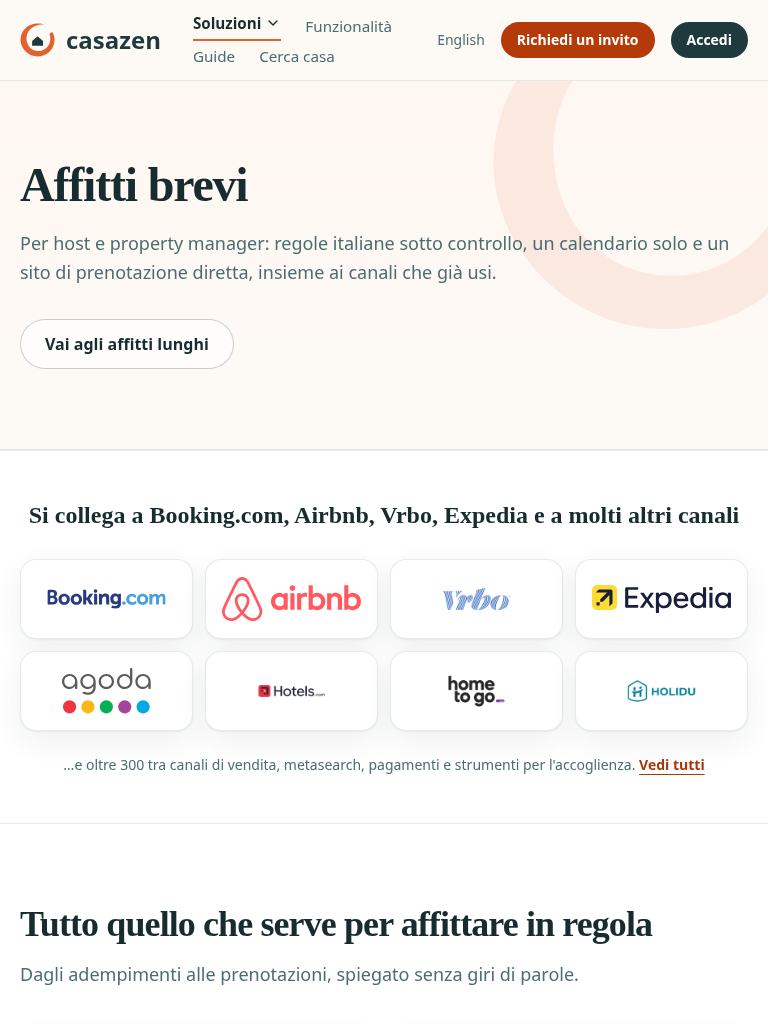 casazen
Soluzioni
Funzionalità
Guide
Cerca casa
English
Richiedi un invito
Accedi
Affitti brevi
Per host e property manager: regole italiane sotto controllo, un calendario solo e un
sito di prenotazione diretta, insieme ai canali che già usi.
Vai agli affitti lunghi
Si collega a Booking.com, Airbnb, Vrbo, Expedia e a molti altri canali
Booking.com
airbnb
Vrbo
Expedia
agoda
Hotels.com
home
to go
HOLIDU
...e oltre 300 tra canali di vendita, metasearch, pagamenti e strumenti per l'accoglienza. Vedi tutti
Tutto quello che serve per affittare in regola
Dagli adempimenti alle prenotazioni, spiegato senza giri di parole.